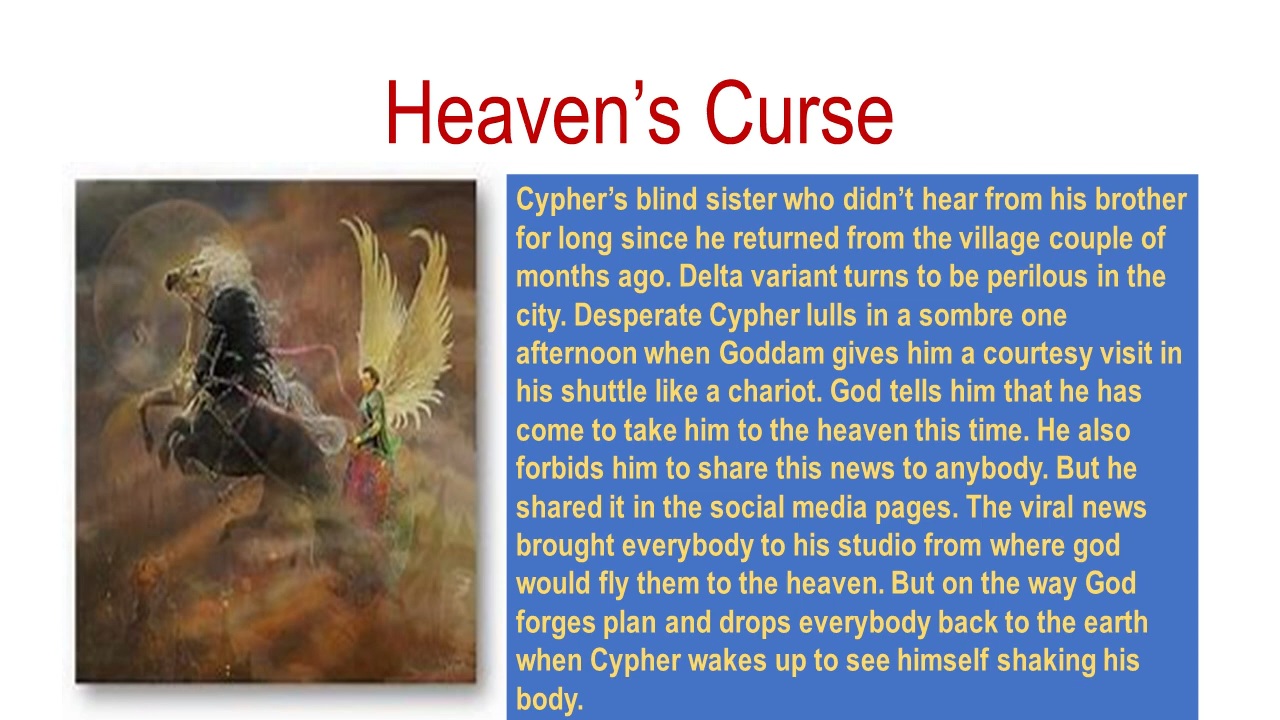 Heaven’s Curse
Cypher’s blind sister who didn’t hear from his brother
for long since he returned from the village couple of
months ago. Delta variant turns to be perilous in the
city. Desperate Cypher lulls in a sombre one
afternoon when Goddam gives him a courtesy visit in
his shuttle like a chariot. God tells him that he has
come to take him to the heaven this time. He also
forbids him to share this news to anybody. But he
shared it in the social media pages. The viral news
brought everybody to his studio from where god
would fly them to the heaven. But on the way God
forges plan and drops everybody back to the earth
when Cypher wakes up to see himself shaking his
body.